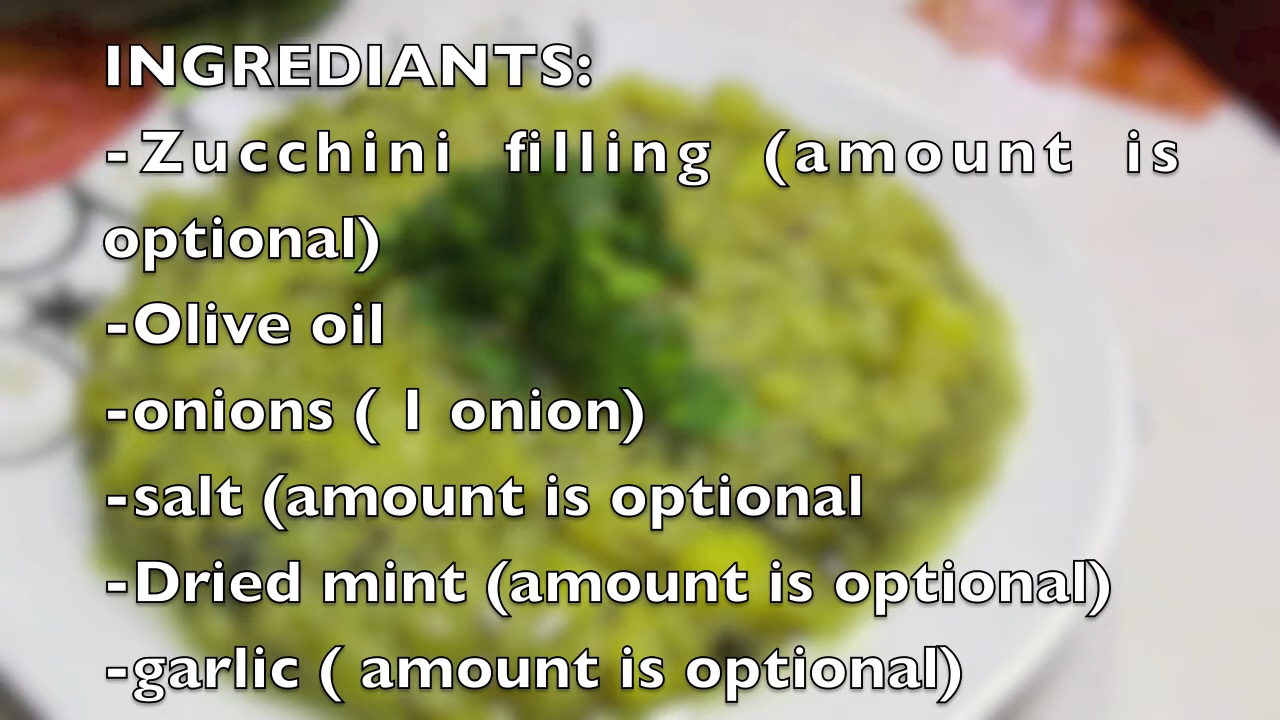 INGREDIANTS:
-Zucchini filling (amount is
optional)
-Olive oil
-onions ( 1 onion)
-salt (amount is optional
-Dried mint (amount is optional)
-garlic ( amount is optional)